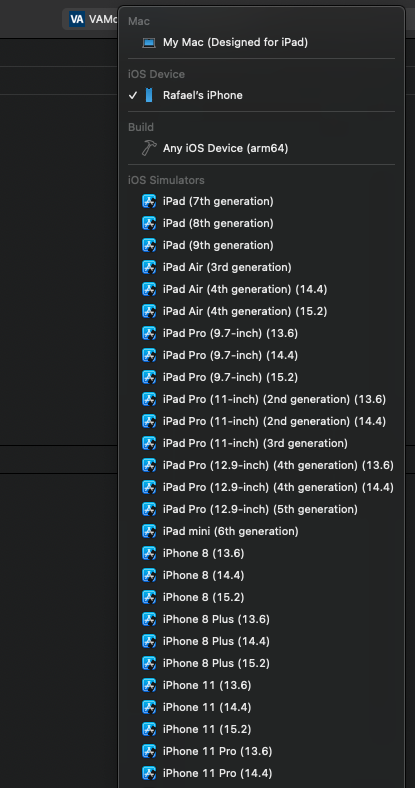 VA VAMo
Mac
My Mac (Designed for iPad)
iOS Device
Rafael's iPhone
Build
Any iOS Device (arm64)
iOS Simulators
iPad (7th generation)
iPad (8th generation)
iPad (9th generation)
iPad Air (3rd generation)
iPad Air (4th generation) (14.4)
iPad Air (4th generation) (15.2)
iPad Pro (9.7-inch) (13.6)
iPad Pro (9.7-inch) (14.4)
iPad Pro (9.7-inch) (15.2)
iPad Pro (11-inch) (2nd generation) (13.6)
iPad Pro (11-inch) (2nd generation) (14.4)
iPad Pro (11-inch) (3rd generation)
iPad Pro (12.9-inch) (4th generation) (13.6)
iPad Pro (12.9-inch) (4th generation) (14.4)
iPad Pro (12.9-inch) (5th generation)
iPad mini (6th generation)
iPhone 8 (13.6)
iPhone 8 (14.4)
iPhone 8 (15.2)
iPhone 8 Plus (13.6)
iPhone 8 Plus (14.4)
iPhone 8 Plus (15.2)
iPhone 11 (13.6)
iPhone 11 (14.4)
iPhone 11 (15.2)
iPhone 11 Pro (13.6)
iPhone 11 Pro (14.4)